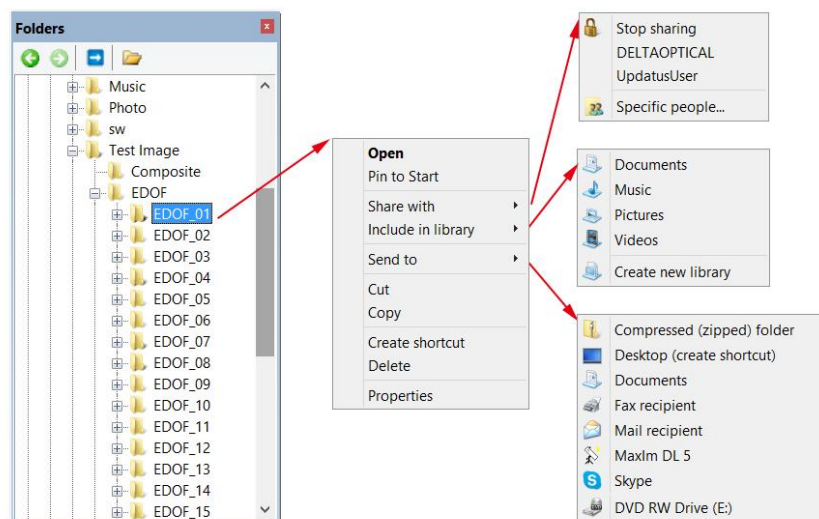 Folders
Music
Photo
sw
Test Image
Composite
EDOF
EDOF_01
EDOF_02
EDOF_03
EDOF_04
EDOF_05
EDOF_06
EDOF_07
EDOF_08
EDOF_09
EDOF_10
EDOF_11
EDOF_12
EDOF_13
EDOF_14
EDOF_15
Open
Pin to Start
Share with
Include in library
Send to
Cut
Copy
Create shortcut
Delete
Properties
Stop sharing
DELTAOPTICAL
UpdatusUser
Specific people...
Documents
Music
Pictures
Videos
Create new library
Compressed (zipped) folder
Desktop (create shortcut)
Documents
Fax recipient
Mail recipient
MaxIm DL 5
Skype
DVD RW Drive (E:)